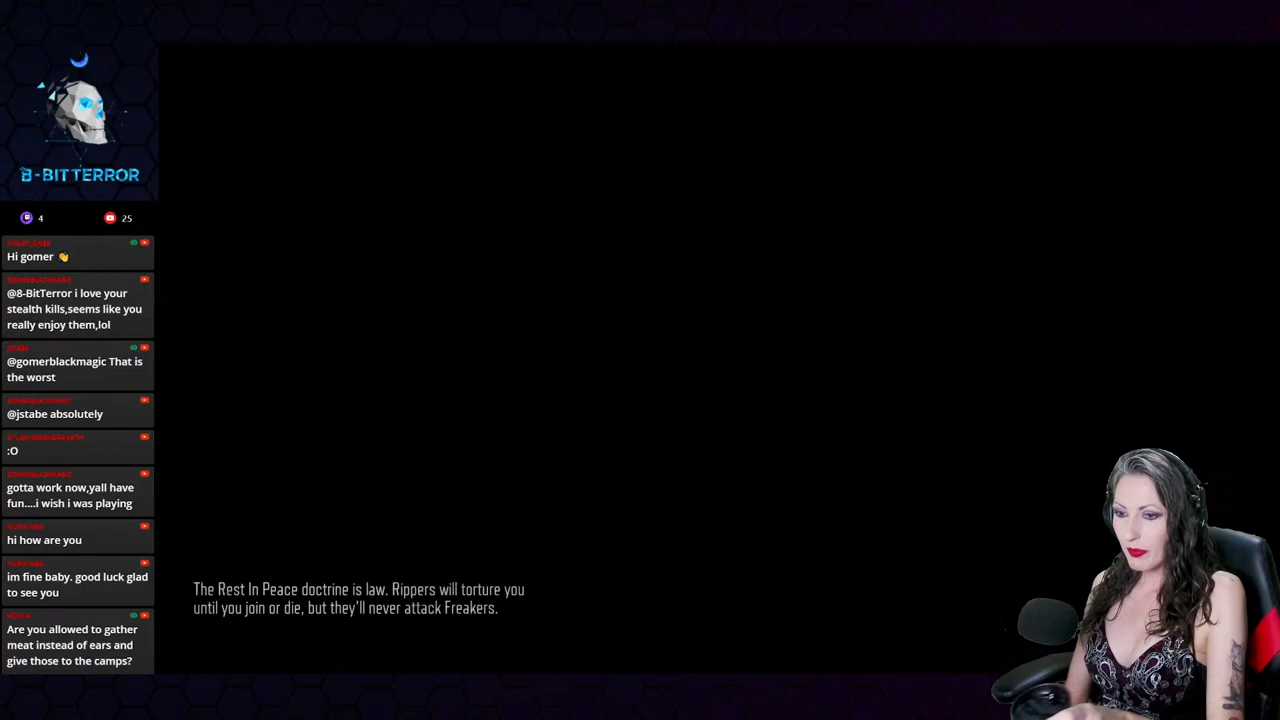 8-BITTERROR
4
25
Hi gomer 👋
@8-BitTerror i love your
stealth kills,seems like you
really enjoy them,lol
@gomerblackmagic That is
the worst
@jstabe absolutely
:O
gotta work now,yall have
fun....i wish i was playing
hi how are you
im fine baby. good luck glad
to see you
Are you allowed to gather
meat instead of ears and
give those to the camps?
The Rest In Peace doctrine is law. Rippers will torture you
until you join or die, but they'll never attack Freakers.